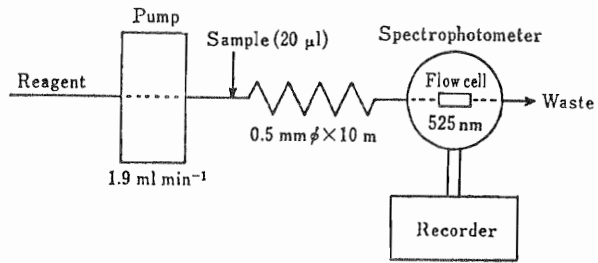 Pump
Sample (20 μl)
Spectrophotometer
Reagent
Flow cell
525 nm
Waste
0.5 mm ϕ×10 m
1.9 ml min⁻¹
Recorder